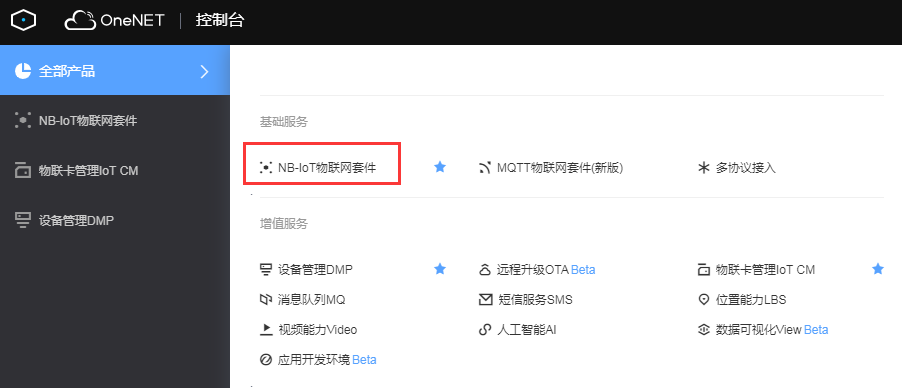 OneNET | 控制台
全部产品
NB-IoT物联网套件
物联卡管理IoT CM
设备管理DMP
基础服务
NB-IoT物联网套件 MQTT物联网套件(新版) 多协议接入
增值服务
设备管理DMP 远程升级OTA Beta 物联卡管理IoT CM
消息队列MQ 短信服务SMS 位置能力LBS
视频能力Video 人工智能AI 数据可视化View Beta
应用开发环境 Beta